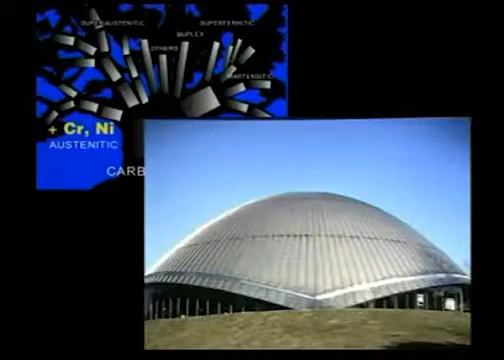 SUPERAUSTENITIC
SUPERFERRITIC
DUPLEX
OTHERS
MARTENSITIC
+ Cr, Ni
AUSTENITIC
CARB